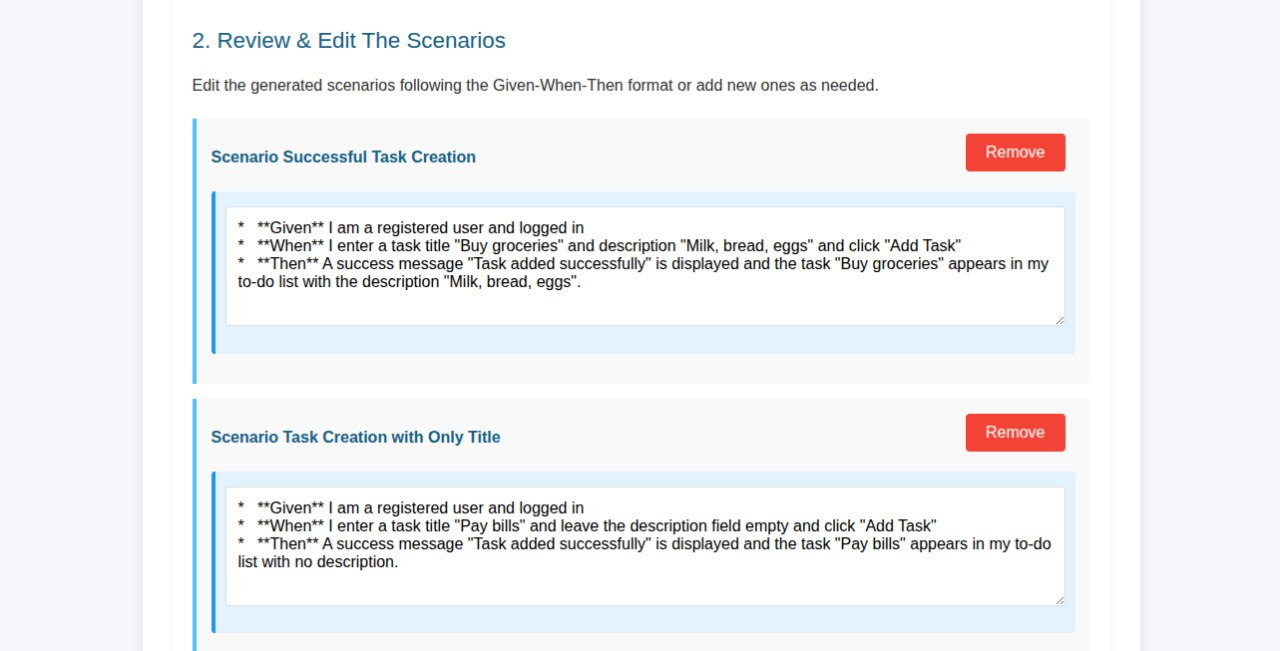 2. Review & Edit The Scenarios
Edit the generated scenarios following the Given-When-Then format or add new ones as needed.
Scenario Successful Task Creation
Remove
*   **Given** I am a registered user and logged in
*   **When** I enter a task title "Buy groceries" and description "Milk, bread, eggs" and click "Add Task"
*   **Then** A success message "Task added successfully" is displayed and the task "Buy groceries" appears in my
to-do list with the description "Milk, bread, eggs".
Scenario Task Creation with Only Title
Remove
*   **Given** I am a registered user and logged in
*   **When** I enter a task title "Pay bills" and leave the description field empty and click "Add Task"
*   **Then** A success message "Task added successfully" is displayed and the task "Pay bills" appears in my to-do
list with no description.